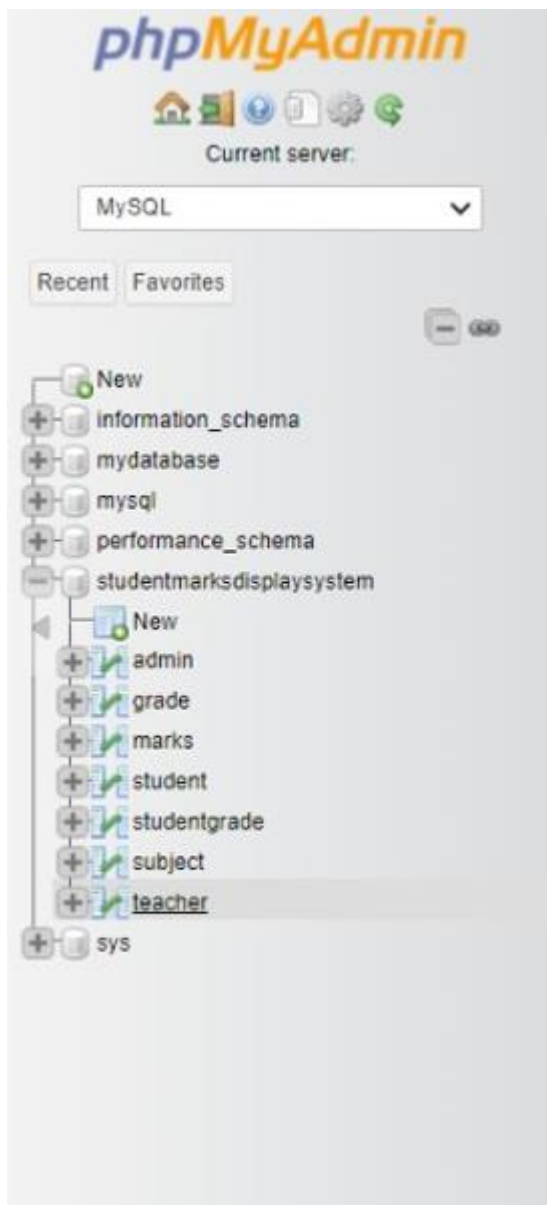 phpMyAdmin
Current server:
MySQL
Recent Favorites
New
information_schema
mydatabase
mysql
performance_schema
studentmarksdisplaysystem
New
admin
grade
marks
student
studentgrade
subject
teacher
sys